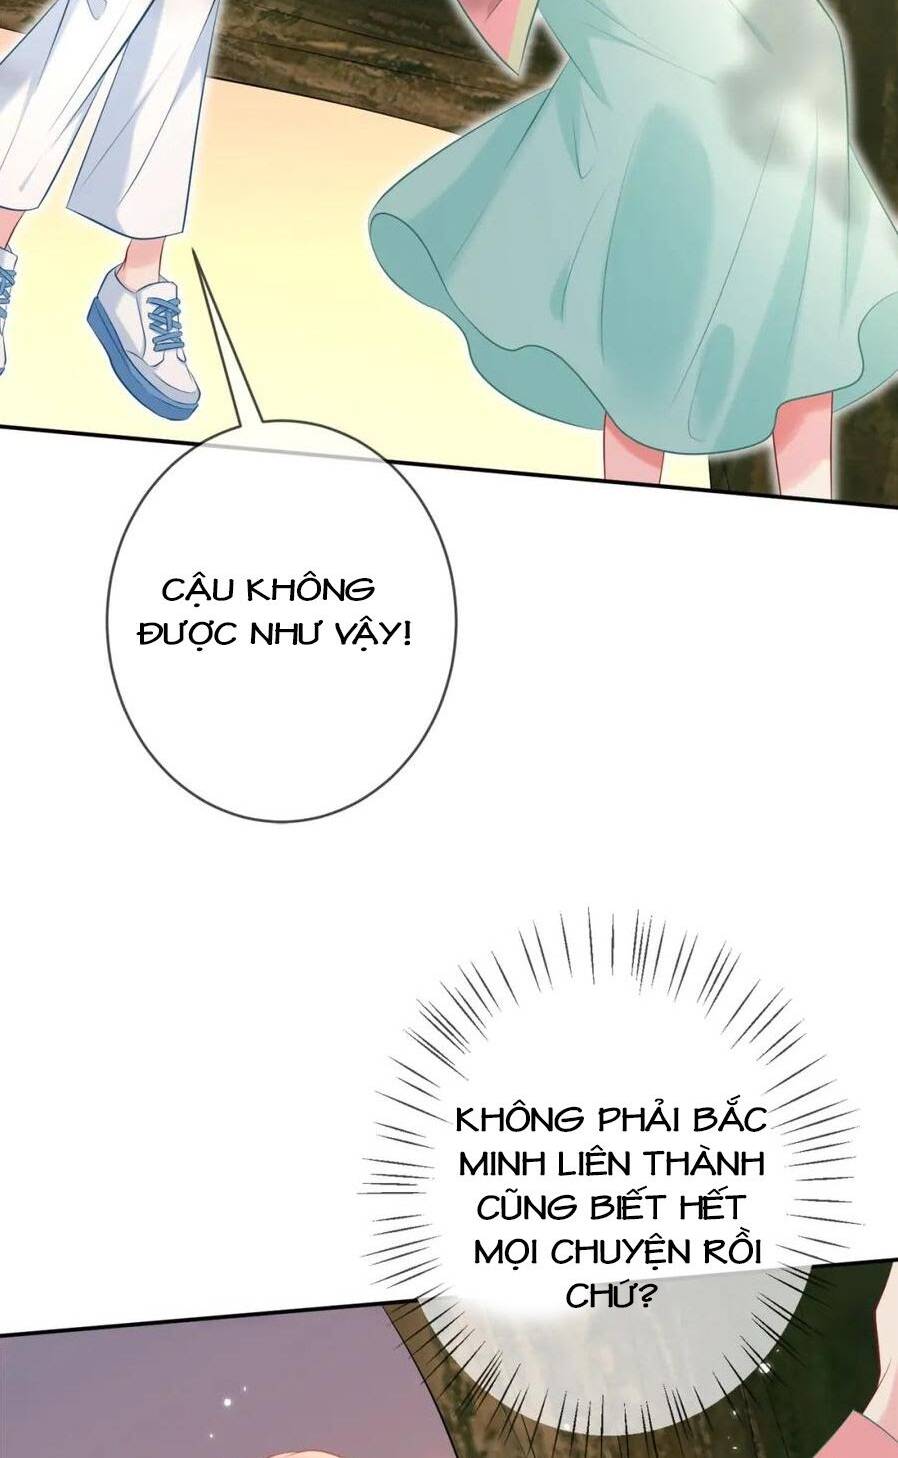 CẬU KHÔNG
ĐƯỢC NHƯ VẬY!
KHÔNG PHẢI BẮC
MINH LIÊN THÀNH
CŨNG BIẾT HẾT
MỌI CHUYỆN RỒI
CHỨ?